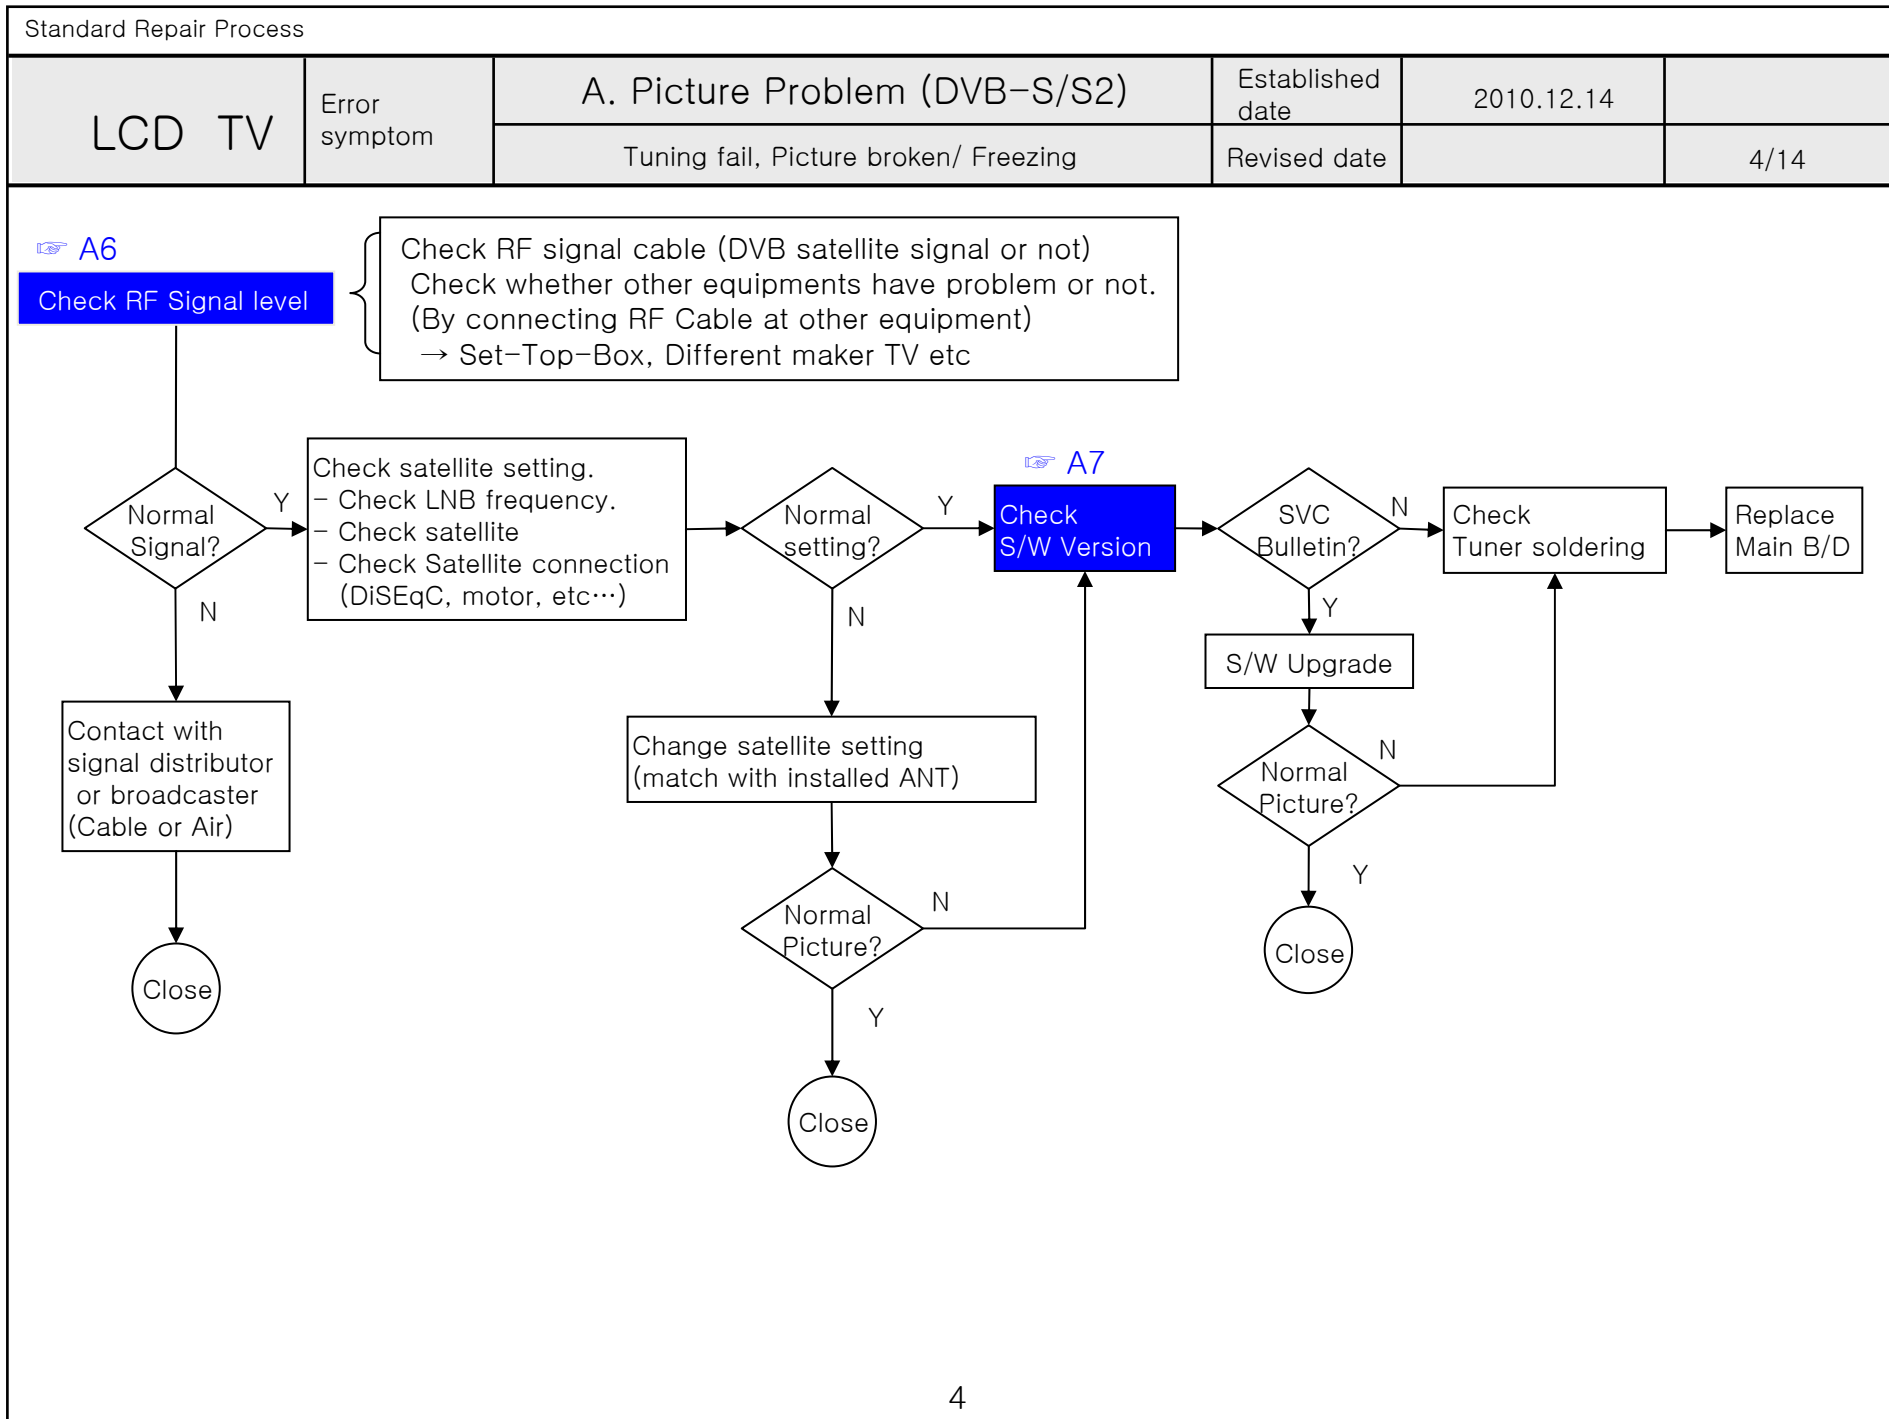 Standard Repair Process
LCD TV
Error
symptom
A. Picture Problem (DVB-S/S2)
Established
date
2010.12.14
Tuning fail, Picture broken/ Freezing
Revised date
4/14
☞ A6
Check RF Signal level
Check RF signal cable (DVB satellite signal or not)
Check whether other equipments have problem or not.
(By connecting RF Cable at other equipment)
→ Set-Top-Box, Different maker TV etc
Normal
Signal?
Y
N
Check satellite setting.
- Check LNB frequency.
- Check satellite
- Check Satellite connection
(DiSEqC, motor, etc…)
Normal
setting?
Y
N
☞ A7
Check
S/W Version
SVC
Bulletin?
N
Y
Check
Tuner soldering
Replace
Main B/D
S/W Upgrade
Contact with
signal distributor
or broadcaster
(Cable or Air)
Change satellite setting
(match with installed ANT)
Normal
Picture?
N
Y
Normal
Picture?
N
Y
Close
Close
Close
4